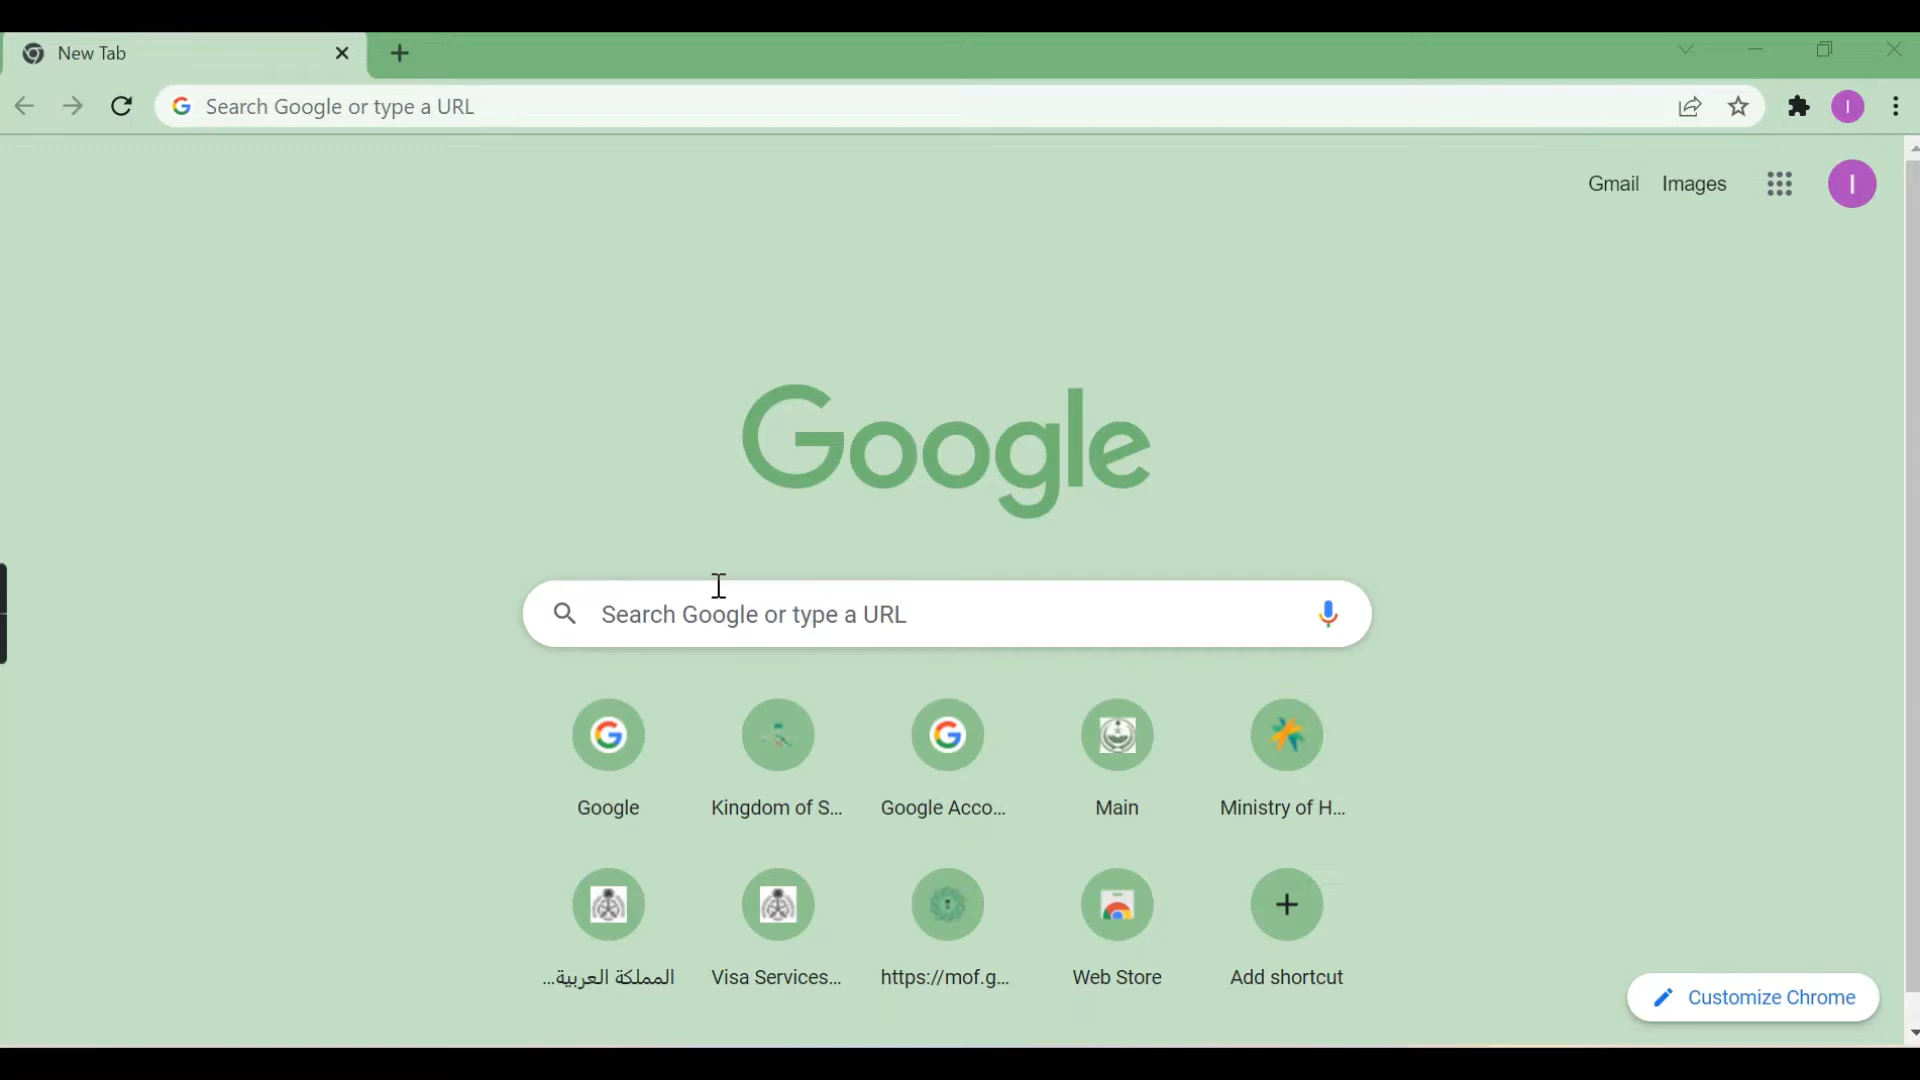 New Tab
Search Google or type a URL
I
Gmail Images I
Google
Search Google or type a URL
Google Kingdom of S... Google Acco... Main Ministry of H...
المملكة العربية... Visa Services... https://mof.g... Web Store Add shortcut
Customize Chrome